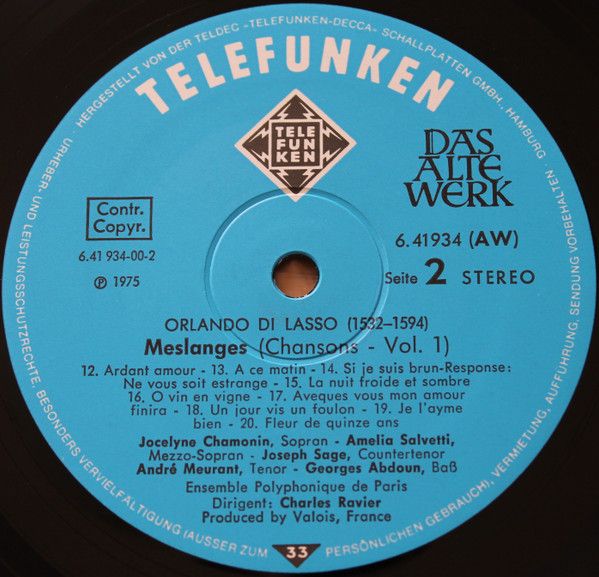 HERGESTELLT VON DER TELDEC »TELEFUNKEN-DECCA« SCHALLPLATTEN GMBH., HAMBURG · URHEBER- UND LEISTUNGSSCHUTZRECHTE, BESONDERS VERVIELFÄLTIGUNG (AUSSER ZUM PERSÖNLICHEN GEBRAUCH), VERMIETUNG, AUFFÜHRUNG, SENDUNG VORBEHALTEN ·
TELEFUNKEN
TELE
FUN
KEN
DAS
ALTE
WERK
Contr.
Copyr.
6.41 934-00-2
℗ 1975
6.41934 (AW)
Seite 2 STEREO
ORLANDO DI LASSO (1532–1594)
Meslanges (Chansons - Vol. 1)
12. Ardant amour - 13. A ce matin - 14. Si je suis brun-Response:
Ne vous soit estrange - 15. La nuit froide et sombre
16. O vin en vigne - 17. Aveques vous mon amour
finira - 18. Un jour vis un foulon - 19. Je l'ayme
bien - 20. Fleur de quinze ans
Jocelyne Chamonin, Sopran - Amelia Salvetti,
Mezzo-Sopran - Joseph Sage, Countertenor
André Meurant, Tenor - Georges Abdoun, Baß
Ensemble Polyphonique de Paris
Dirigent: Charles Ravier
Produced by Valois, France
33